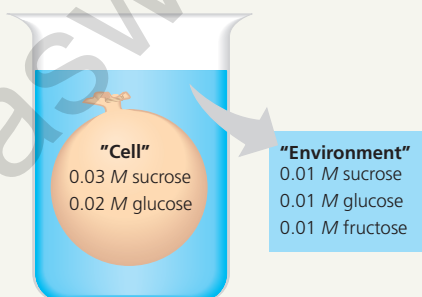 "Cell"
0.03 M sucrose
0.02 M glucose
"Environment"
0.01 M sucrose
0.01 M glucose
0.01 M fructose